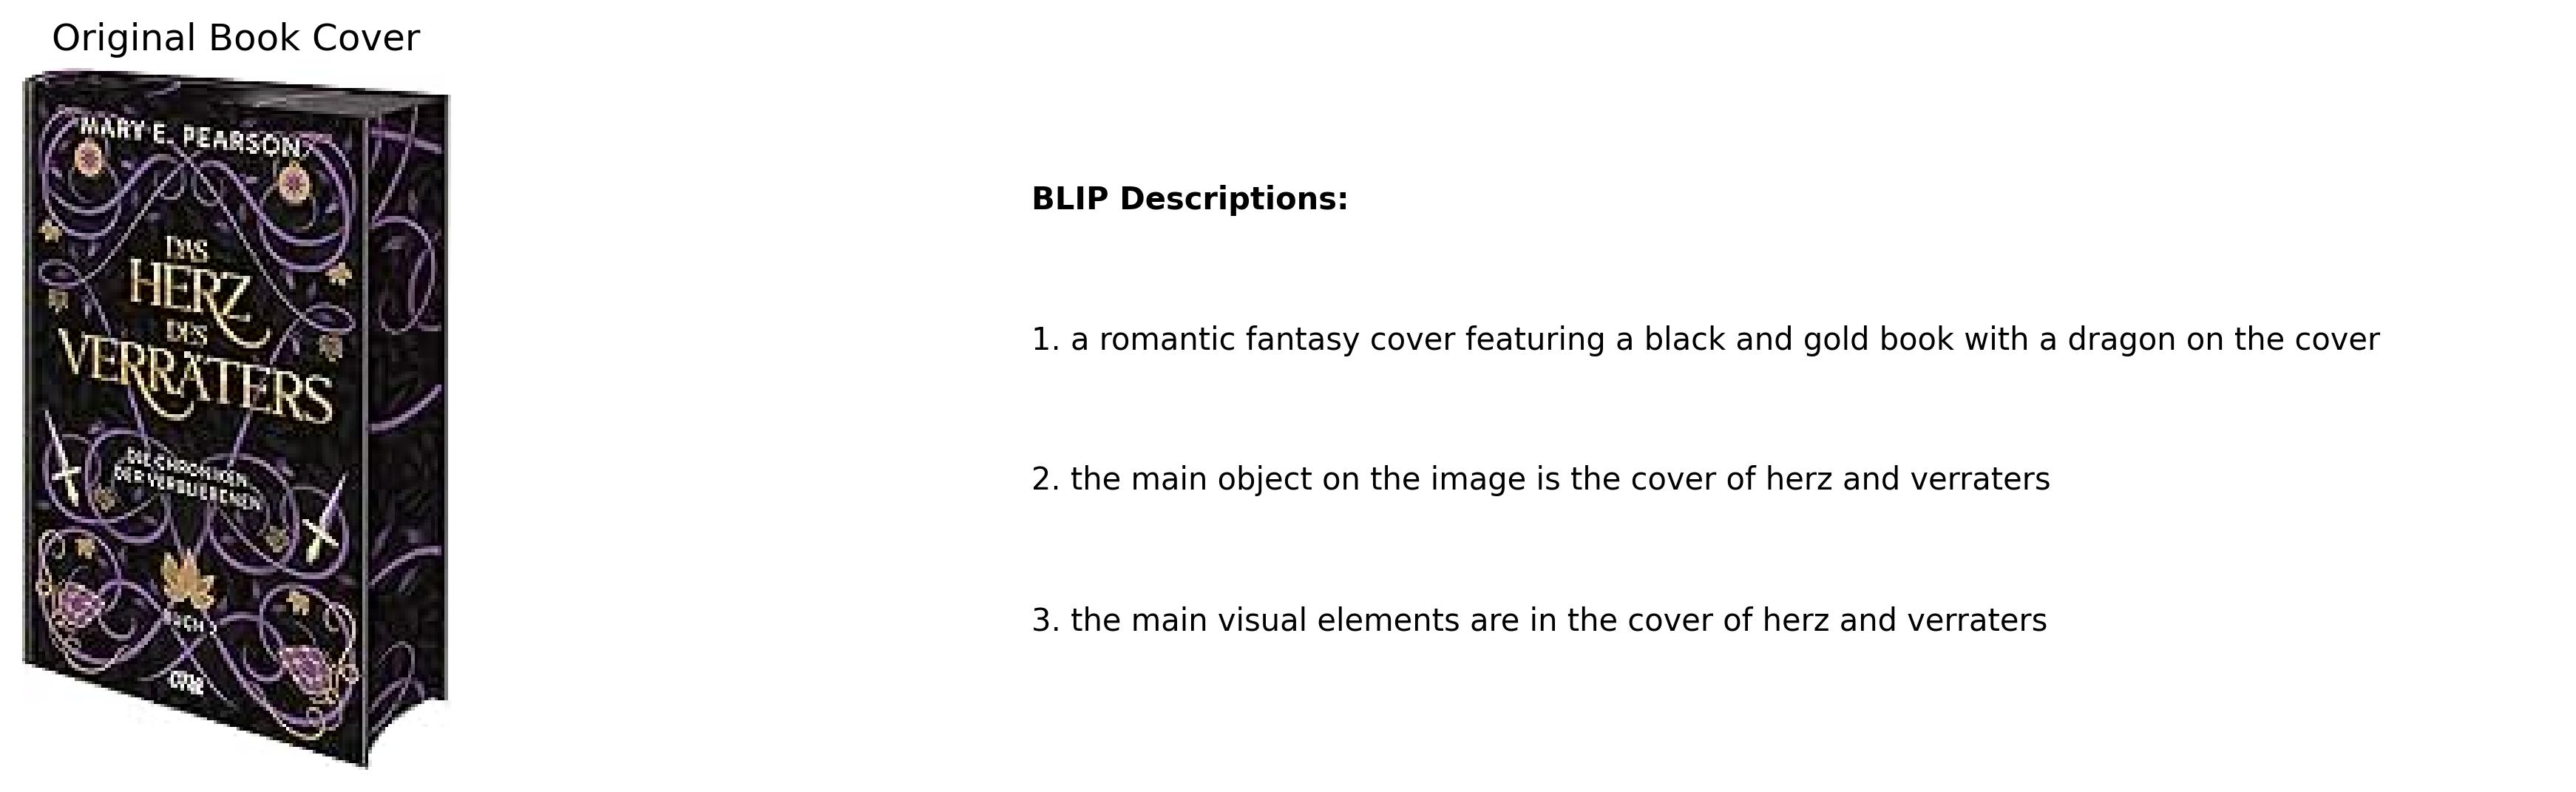 Original Book Cover
MARY E. PEARSON
DAS
HERZ
DES
VERRÄTERS
DIE CHRONIKEN
DER VERBLIEBENEN
BUCH
one
BLIP Descriptions:
1. a romantic fantasy cover featuring a black and gold book with a dragon on the cover
2. the main object on the image is the cover of herz and verraters
3. the main visual elements are in the cover of herz and verraters